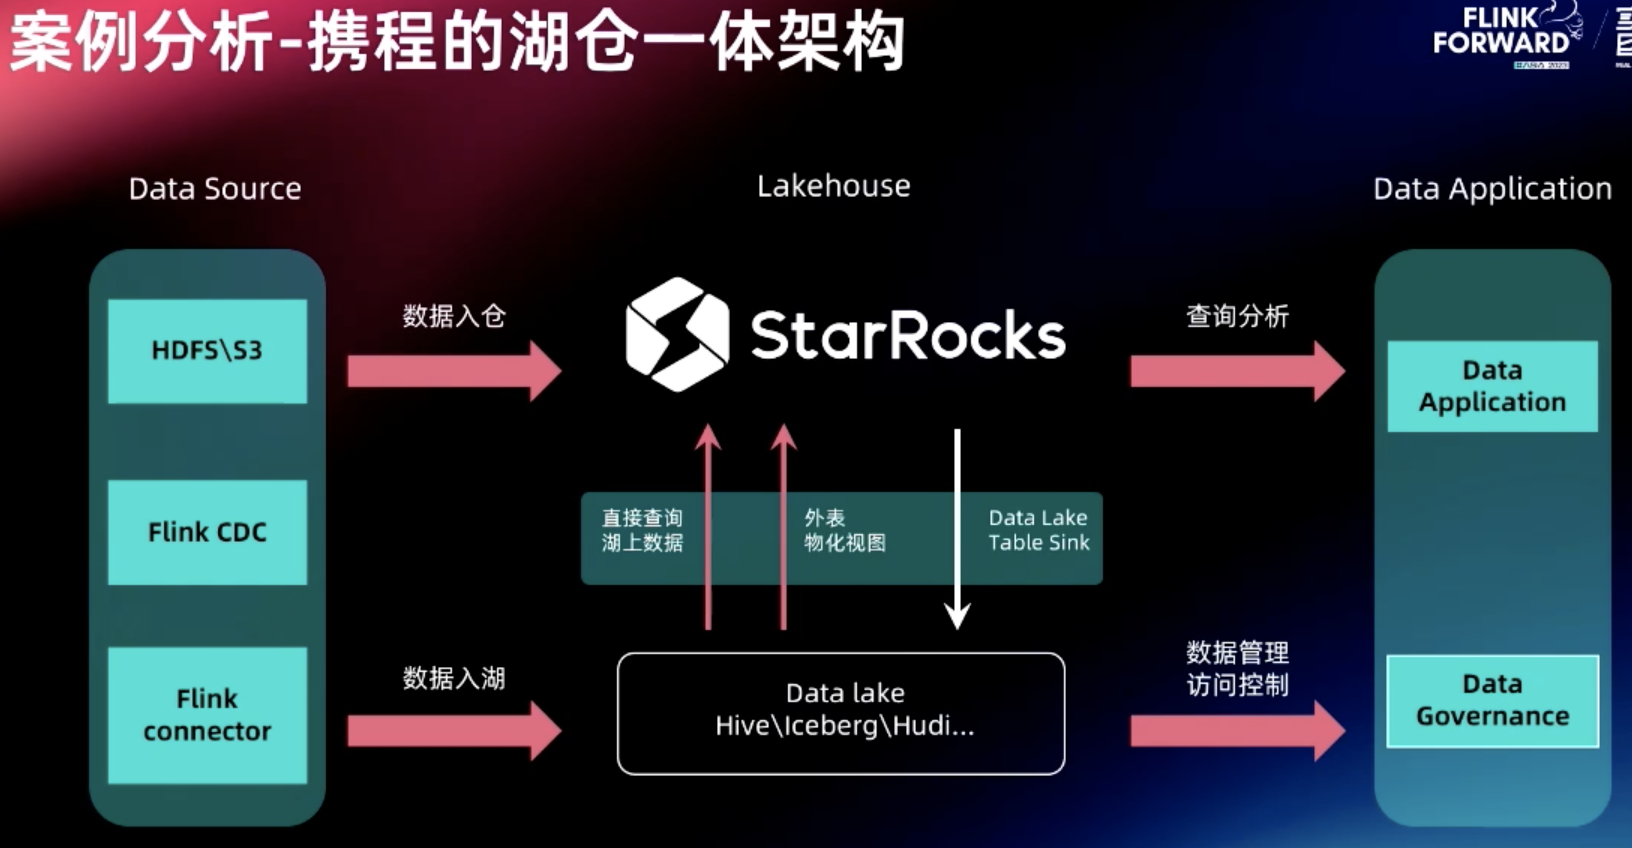 案例分析-携程的湖仓一体架构
FLINK
FORWARD
Data Source
Lakehouse
Data Application
HDFS\S3
Flink CDC
Flink
connector
数据入仓
数据入湖
StarRocks
直接查询
湖上数据
外表
物化视图
Data Lake
Table Sink
Data lake
Hive\Iceberg\Hudi...
查询分析
数据管理
访问控制
Data
Application
Data
Governance